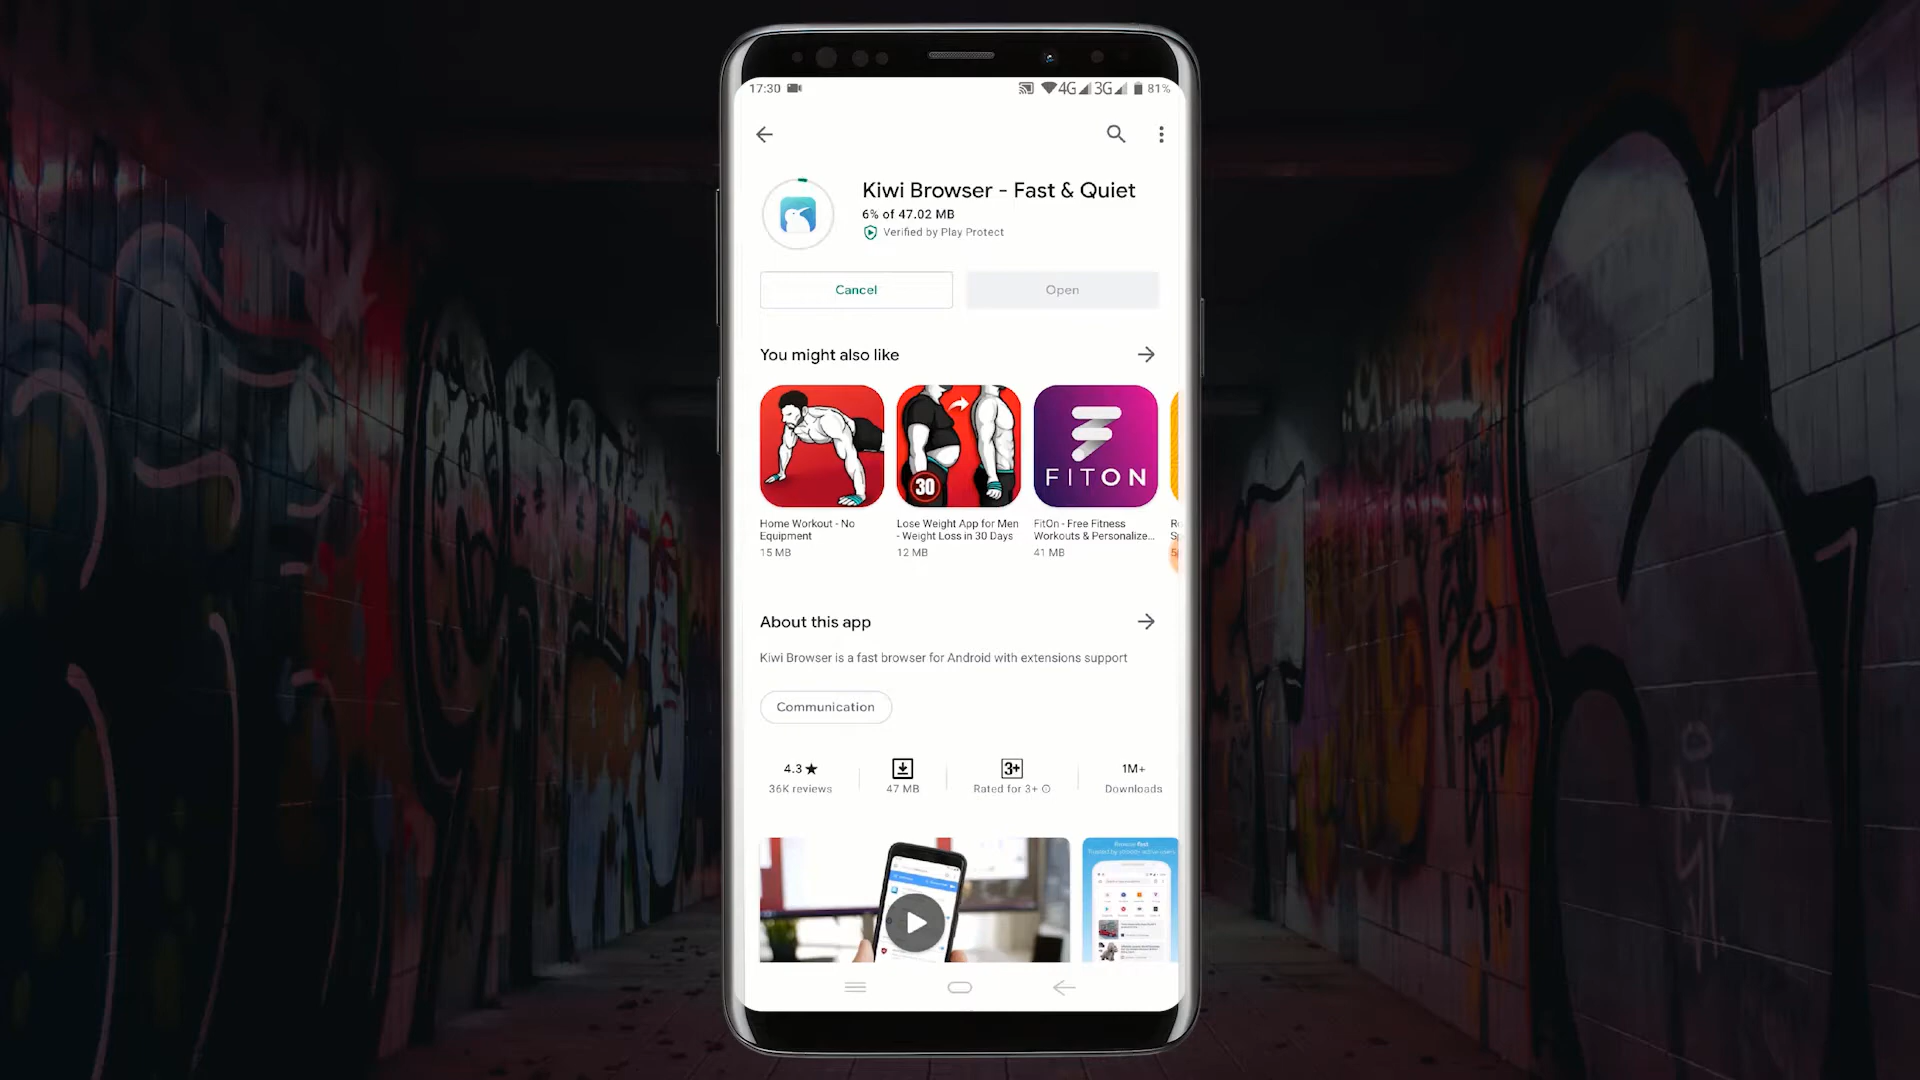 17:30 4G 3G 81%
Kiwi Browser - Fast & Quiet
6% of 47.02 MB
Verified by Play Protect
Cancel Open
You might also like
30
FITON
Home Workout - No
Equipment
15 MB
Lose Weight App for Men
- Weight Loss in 30 Days
12 MB
FitOn - Free Fitness
Workouts & Personalize...
41 MB
About this app
Kiwi Browser is a fast browser for Android with extensions support
Communication
4.3★ 3+ 1M+
36K reviews 47 MB Rated for 3+ Downloads
Browse fast